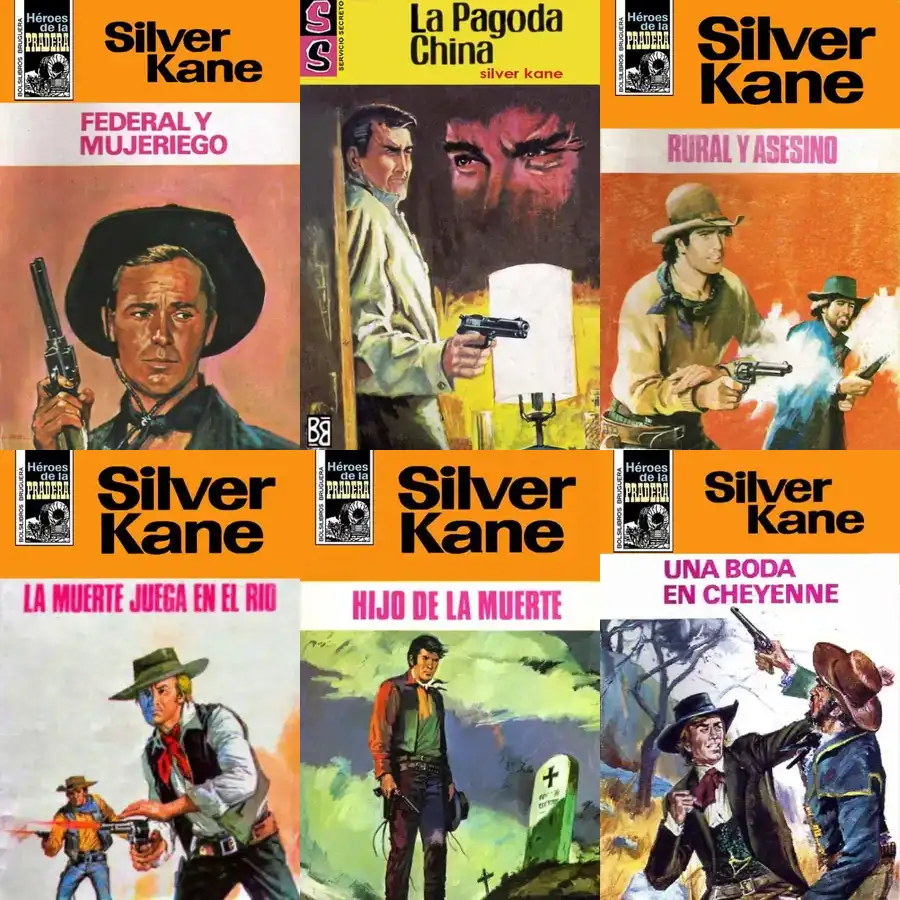 Héroes
de la
PRADERA
BOLSILIBROS BRUGUERA
Silver
Kane
FEDERAL Y
MUJERIEGO
SS
SERVICIO SECRETO
La Pagoda
China
silver kane
BB
Héroes
de la
PRADERA
BOLSILIBROS BRUGUERA
Silver
Kane
RURAL Y ASESINO
Héroes
de la
PRADERA
BOLSILIBROS BRUGUERA
Silver
Kane
LA MUERTE JUEGA EN EL RIO
Héroes
de la
PRADERA
BOLSILIBROS BRUGUERA
Silver
Kane
HIJO DE LA MUERTE
Héroes
de la
PRADERA
BOLSILIBROS BRUGUERA
Silver
Kane
UNA BODA
EN CHEYENNE